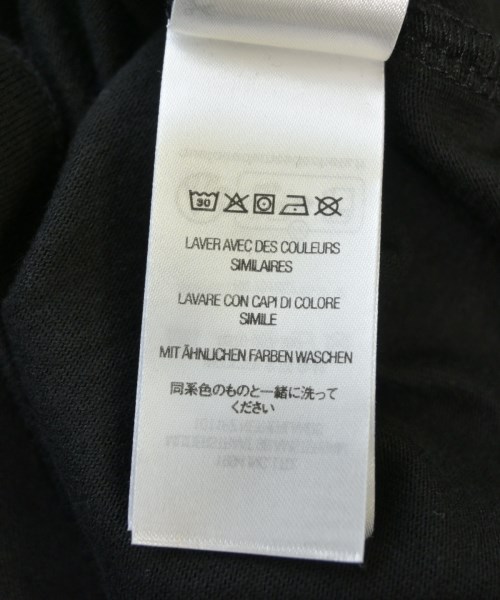 30
LAVER AVEC DES COULEURS
SIMILAIRES
LAVARE CON CAPI DI COLORE
SIMILE
MIT ÄHNLICHEN FARBEN WASCHEN
同系色のものと一緒に洗って
ください